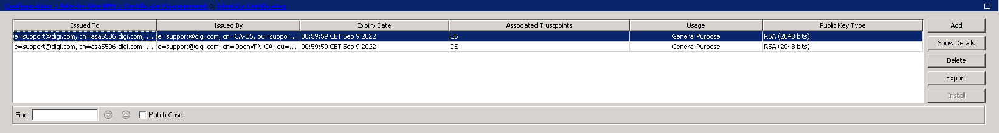 Configuration > Site-to-Site VPN > Certificate Management > Identity Certificates
Issued To Issued By Expiry Date Associated Trustpoints Usage Public Key Type
e=support@digi.com, cn=asa5506.digi.com, ... e=support@digi.com, cn=CA-US, ou=suppor... 00:59:59 CET Sep 9 2022 US General Purpose RSA (2048 bits)
e=support@digi.com, cn=asa5506.digi.com, ... e=support@digi.com, cn=OpenVPN-CA, ou=... 00:59:59 CET Sep 9 2022 DE General Purpose RSA (2048 bits)
Add
Show Details
Delete
Export
Install
Find: Match Case